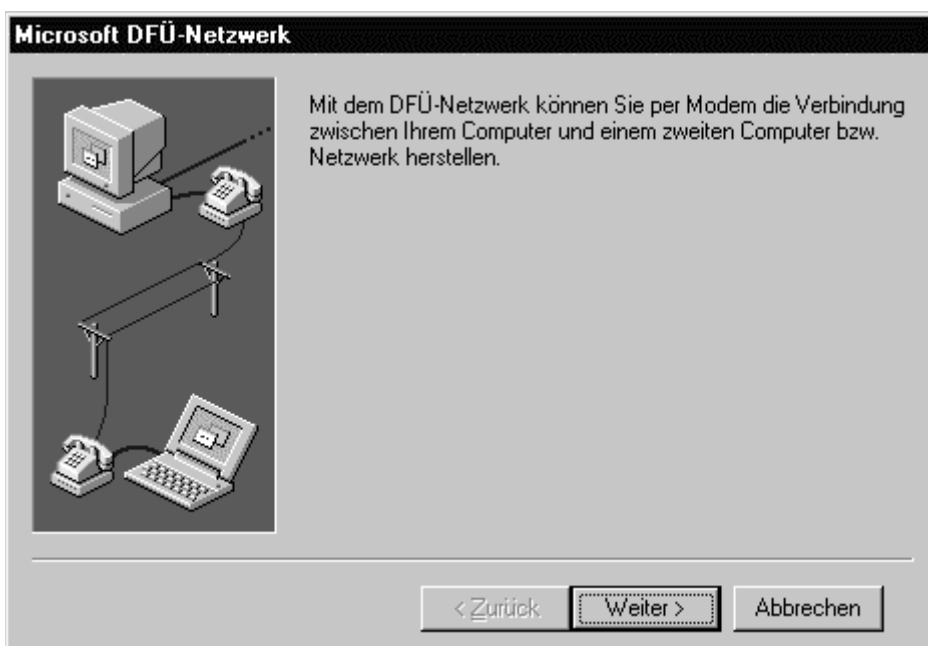 Microsoft DFÜ-Netzwerk
Mit dem DFÜ-Netzwerk können Sie per Modem die Verbindung
zwischen Ihrem Computer und einem zweiten Computer bzw.
Netzwerk herstellen.
< Zurück
Weiter >
Abbrechen